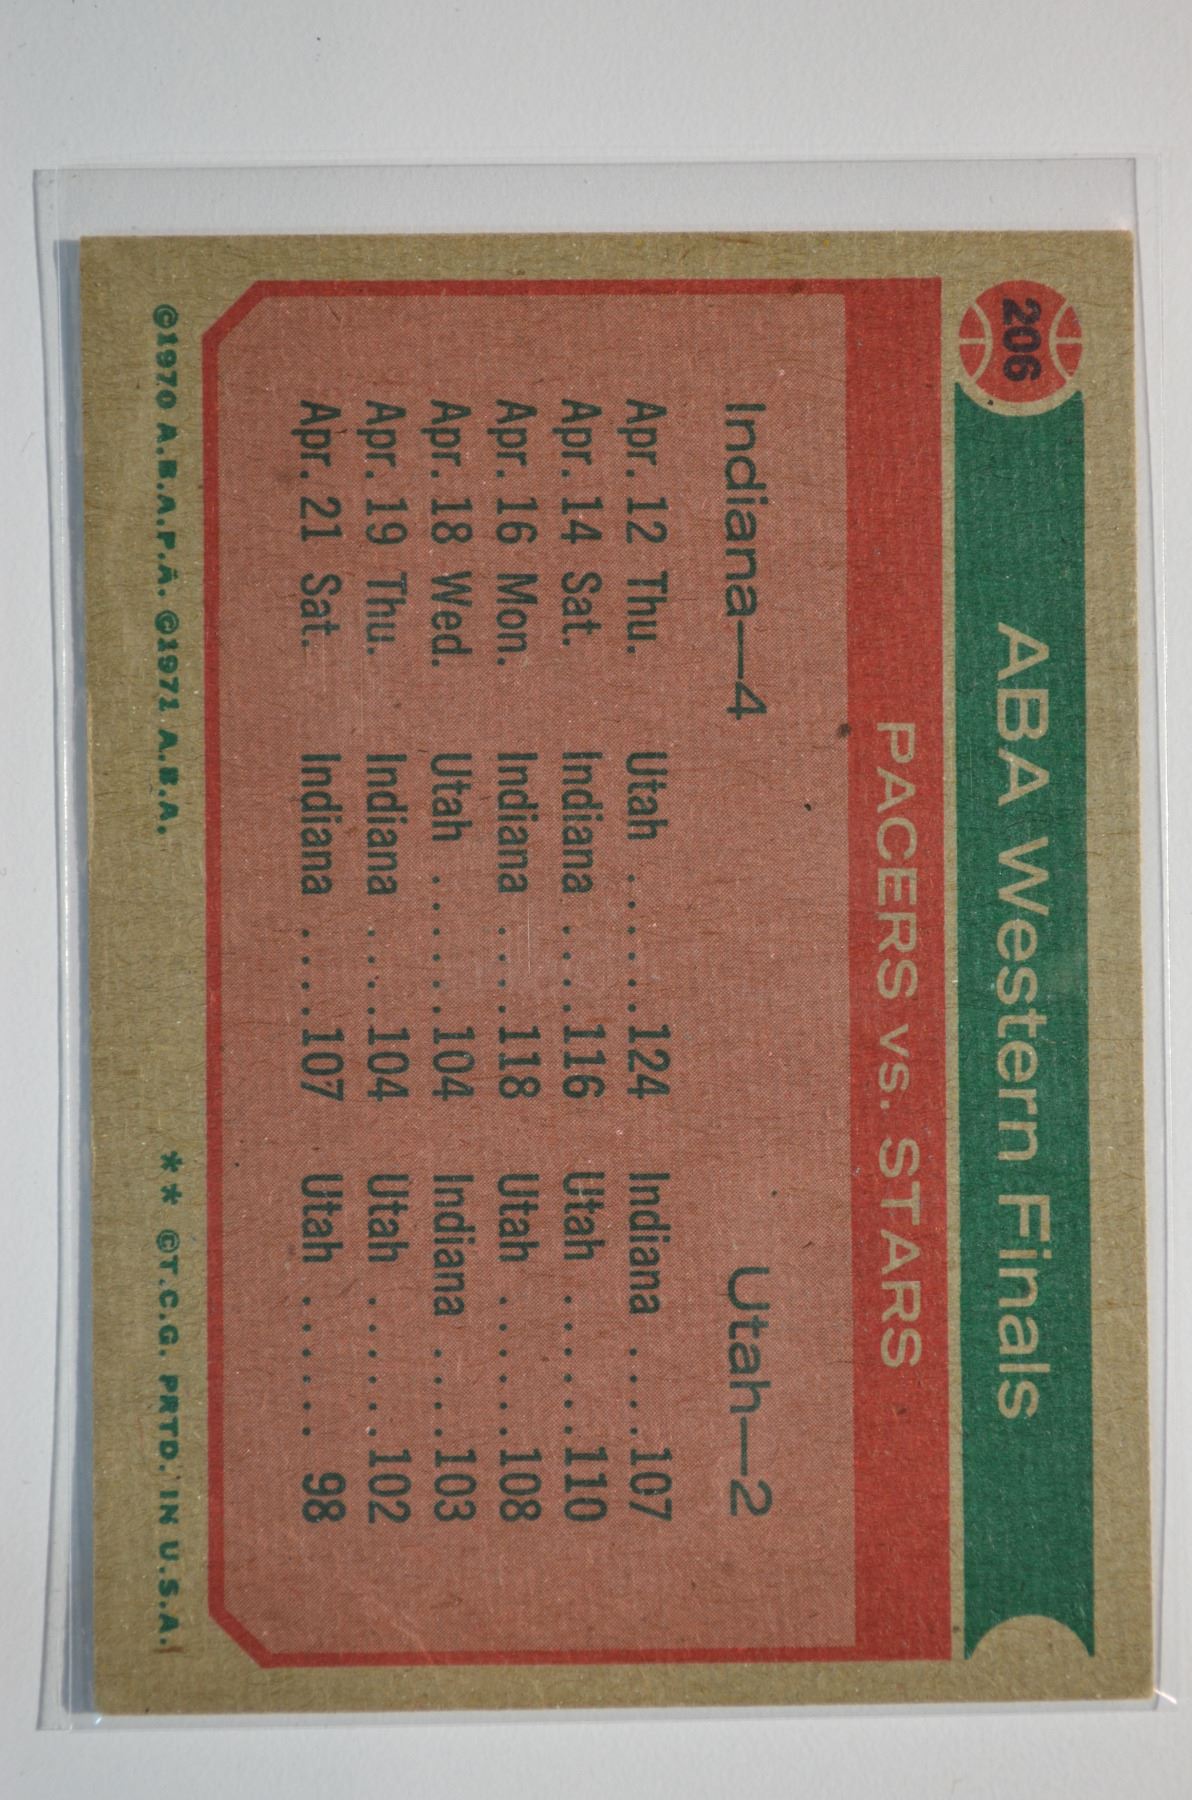 206
ABA Western Finals
PACERS vs. STARS
Indiana—4 Utah—2
Apr. 12 Thu. Utah ......124 Indiana ....107
Apr. 14 Sat. Indiana ....116 Utah ......110
Apr. 16 Mon. Indiana ....118 Utah ......108
Apr. 18 Wed. Utah ......104 Indiana ....103
Apr. 19 Thu. Indiana ....104 Utah ......102
Apr. 21 Sat. Indiana ....107 Utah ...... 98
©1970 A.B.A.P.A. ©1971 A.B.A. ** ©T.C.G. PRTD. IN U.S.A.